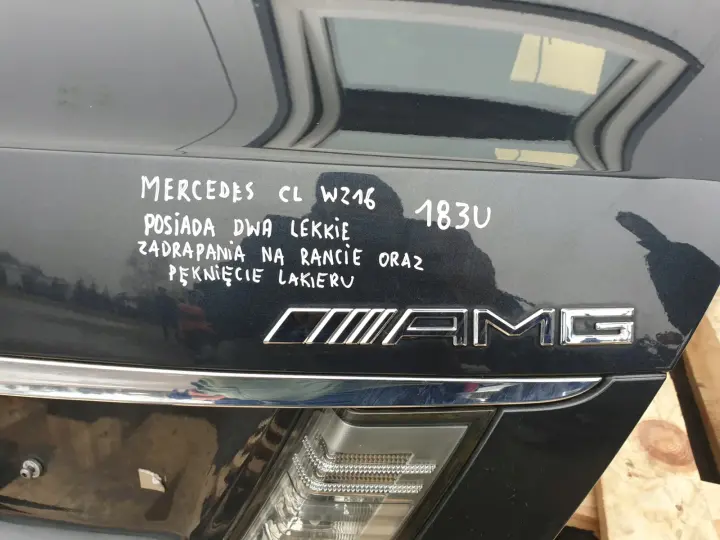 MERCEDES CL W216 183U
POSIADA DWA LEKKIE
ZADRAPANIA NA RANCIE ORAZ
PĘKNIĘCIE LAKIERU
AMG